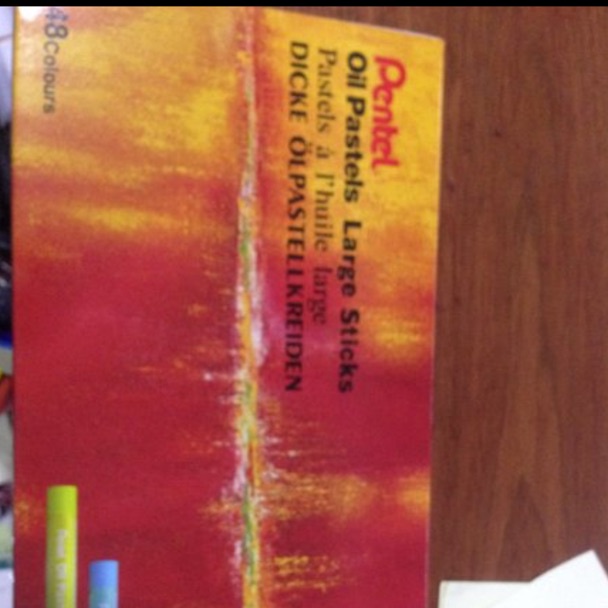 Pentel
Oil Pastels Large Sticks
Pastels à l'huile large
DICKE ÖLPASTELLKREIDEN
48 Colours